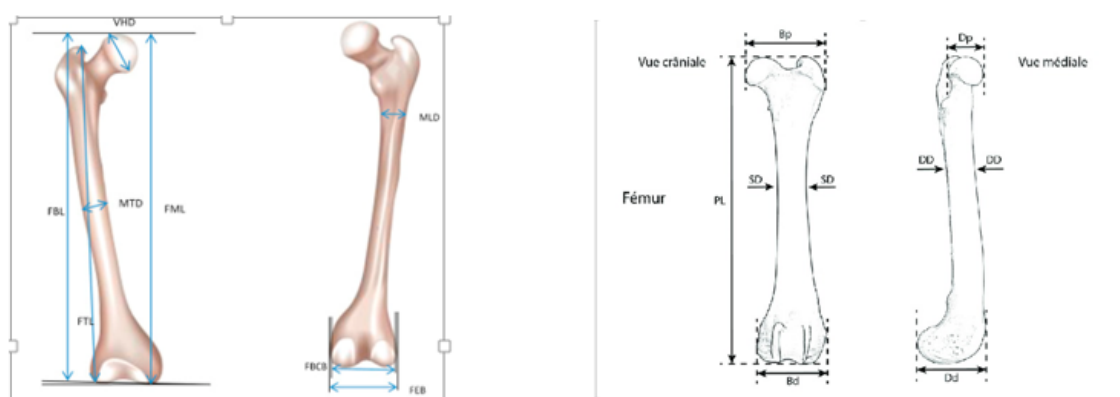 VHD
MLD
FBL
MTD
FML
FTL
FBCB
FEB
Bp
Dp
Vue crâniale
Vue médiale
DD
DD
SD
SD
Fémur
PL
Bd
Dd